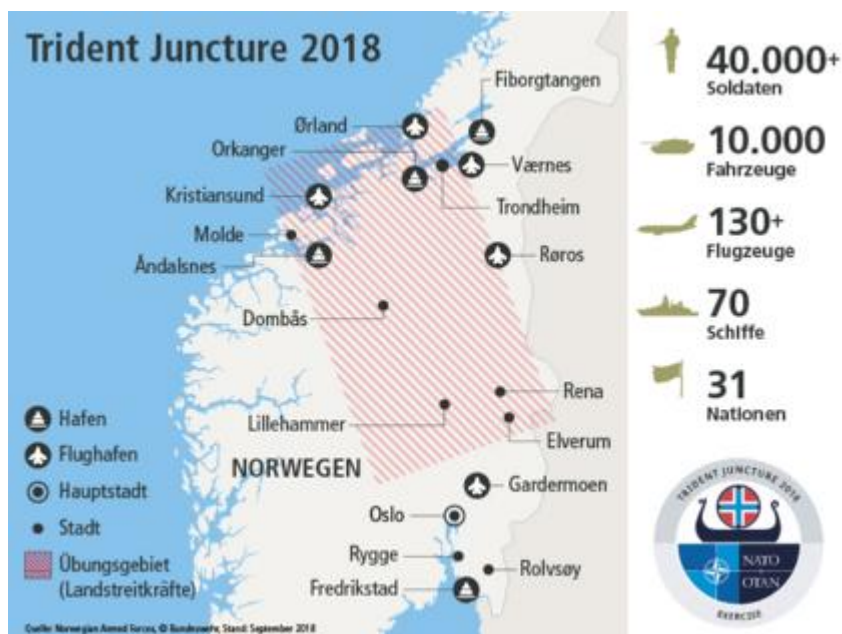 Trident Juncture 2018
Fiborgtangen
Ørland
Orkanger
Værnes
Kristiansund
Trondheim
Molde
Åndalsnes
Røros
Dombås
Rena
Lillehammer
Elverum
NORWEGEN
Gardermoen
Oslo
Rygge
Rolvsøy
Fredrikstad
Hafen
Flughafen
Hauptstadt
Stadt
Übungsgebiet
(Landstreitkräfte)
Quelle: Norwegian Armed Forces, © Bundeswehr, Stand: September 2018
40.000+
Soldaten
10.000
Fahrzeuge
130+
Flugzeuge
70
Schiffe
31
Nationen
TRIDENT JUNCTURE 2018
NATO
OTAN
EXERCISE